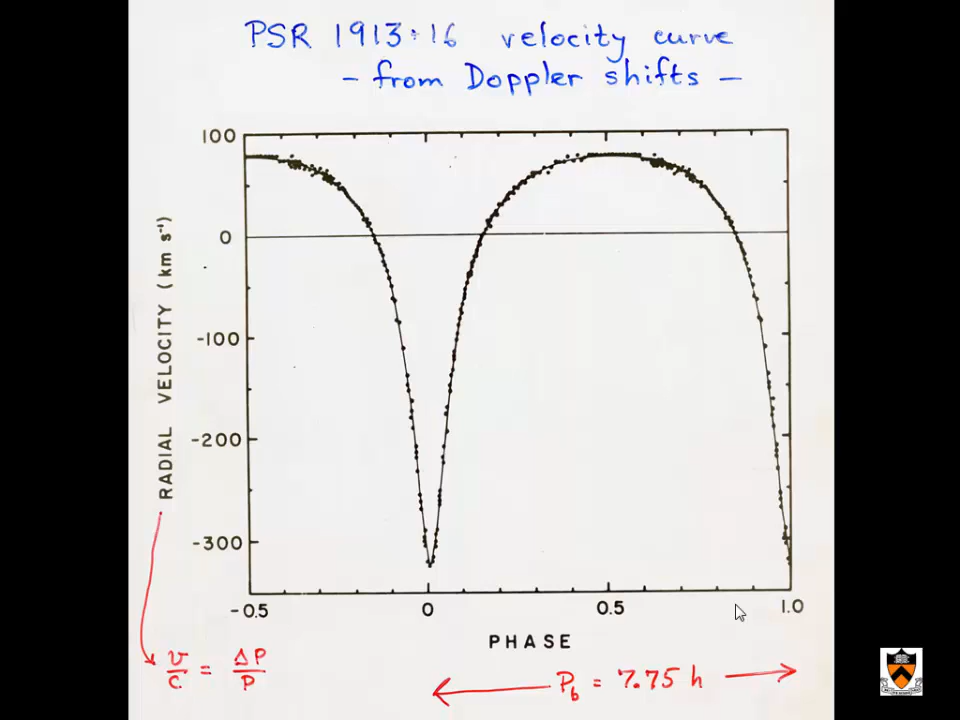 PSR 1913+16 velocity curve
- from Doppler shifts -
100
0
-100
-200
-300
RADIAL VELOCITY (km s⁻¹)
-0.5 0 0.5 1.0
PHASE
v/c = ΔP/P
P_b = 7.75 h